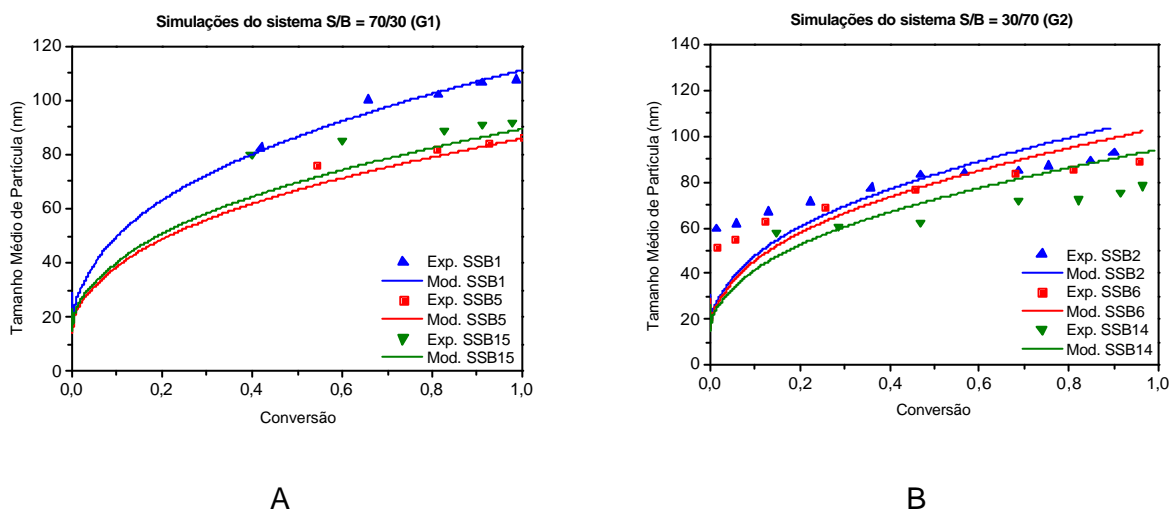 Simulações do sistema S/B = 70/30 (G1)
Tamanho Médio de Partícula (nm)
120
100
80
60
40
20
0
0,0
0,2
0,4
0,6
0,8
1,0
Conversão
Exp. SSB1
Mod. SSB1
Exp. SSB5
Mod. SSB5
Exp. SSB15
Mod. SSB15
A
Simulações do sistema S/B = 30/70 (G2)
Tamanho Médio de Partícula (nm)
140
120
100
80
60
40
20
0
0,0
0,2
0,4
0,6
0,8
1,0
Conversão
Exp. SSB2
Mod. SSB2
Exp. SSB6
Mod. SSB6
Exp. SSB14
Mod. SSB14
B